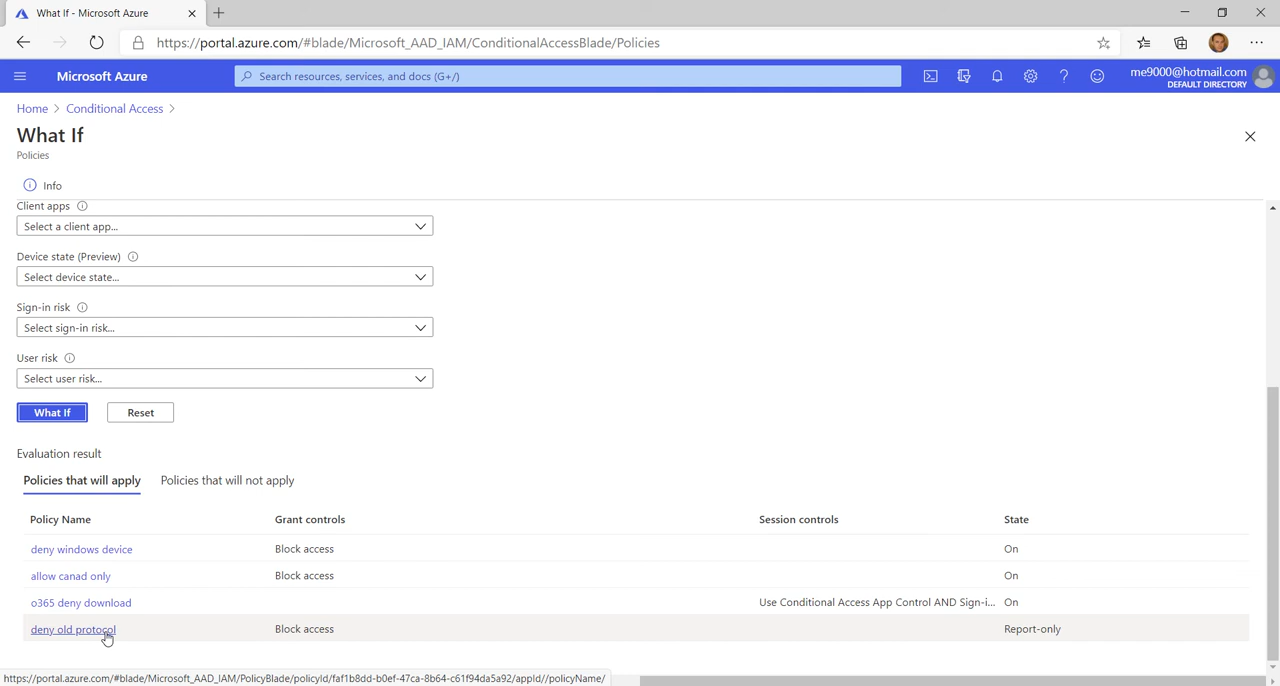 What If - Microsoft Azure
https://portal.azure.com/#blade/Microsoft_AAD_IAM/ConditionalAccessBlade/Policies
Microsoft Azure
Search resources, services, and docs (G+/)
me9000@hotmail.com
DEFAULT DIRECTORY
Home > Conditional Access >
What If
Policies
Info
Client apps
Select a client app...
Device state (Preview)
Select device state...
Sign-in risk
Select sign-in risk...
User risk
Select user risk...
What If Reset
Evaluation result
Policies that will apply Policies that will not apply
Policy Name Grant controls Session controls State
deny windows device Block access On
allow canad only Block access On
o365 deny download Use Conditional Access App Control AND Sign-i... On
deny old protocol Block access Report-only
https://portal.azure.com/#blade/Microsoft_AAD_IAM/PolicyBlade/policyId/faf1b8dd-b0ef-47ca-8b64-c61f94da5a92/appId//policyName/